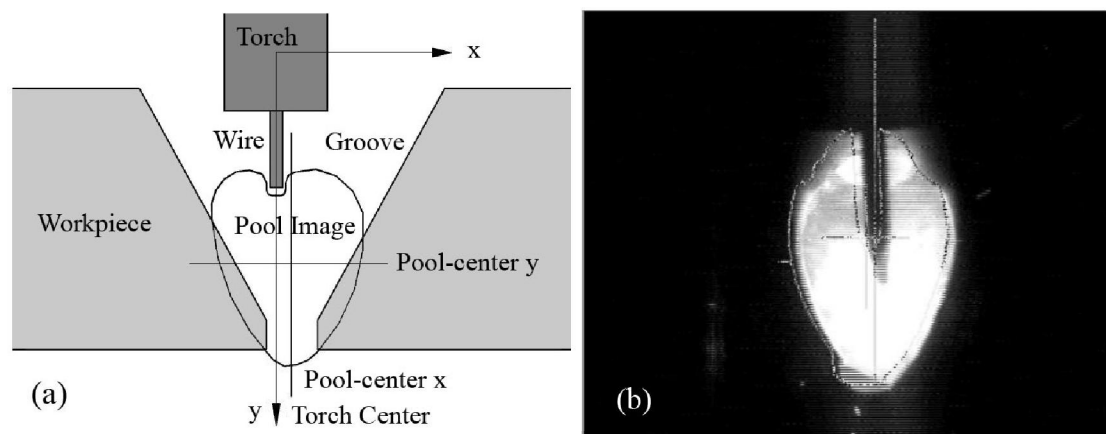 Torch
x
Wire
Groove
Workpiece
Pool Image
Pool-center y
Pool-center x
y
Torch Center
(a)
(b)